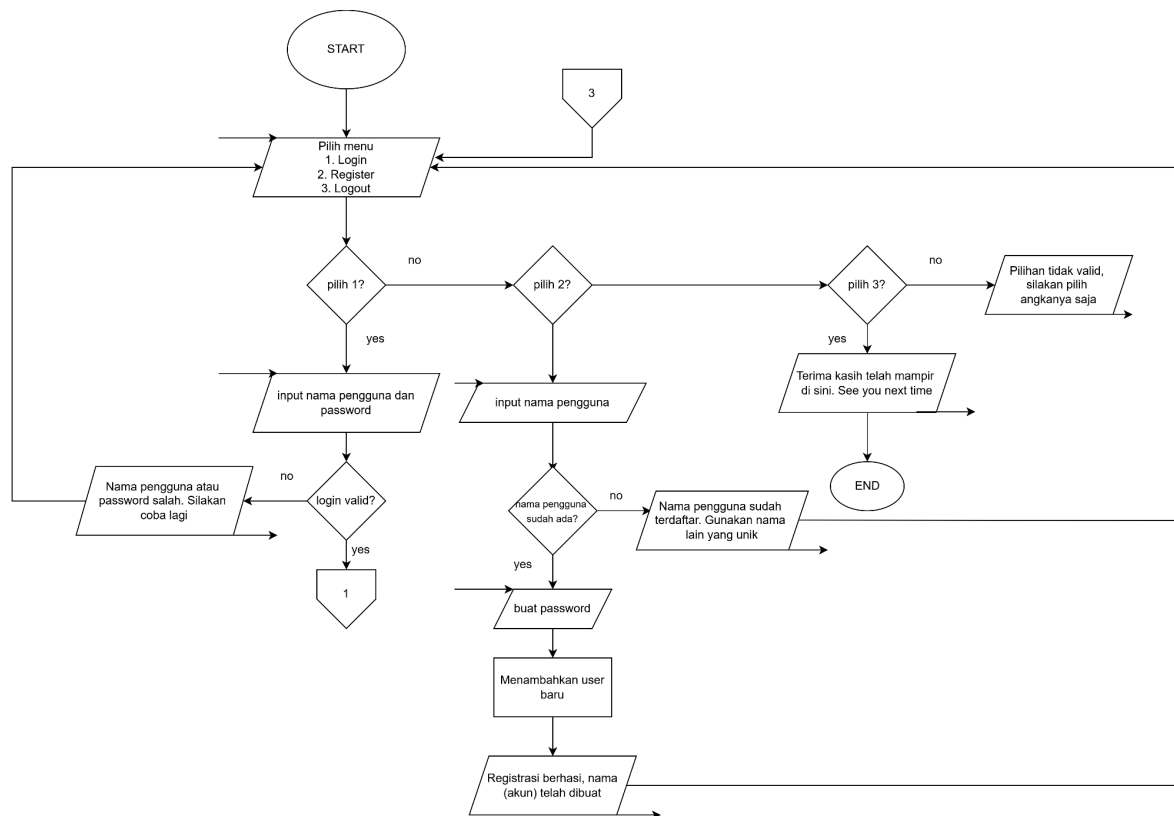 START
3
Pilih menu
1. Login
2. Register
3. Logout
pilih 1?
no
pilih 2?
pilih 3?
no
Pilihan tidak valid,
silakan pilih
angkanya saja
yes
yes
input nama pengguna dan
password
input nama pengguna
Terima kasih telah mampir
di sini. See you next time
Nama pengguna atau
password salah. Silakan
coba lagi
no
login valid?
nama pengguna
sudah ada?
no
Nama pengguna sudah
terdaftar. Gunakan nama
lain yang unik
END
yes
1
yes
buat password
Menambahkan user
baru
Registrasi berhasi, nama
(akun) telah dibuat